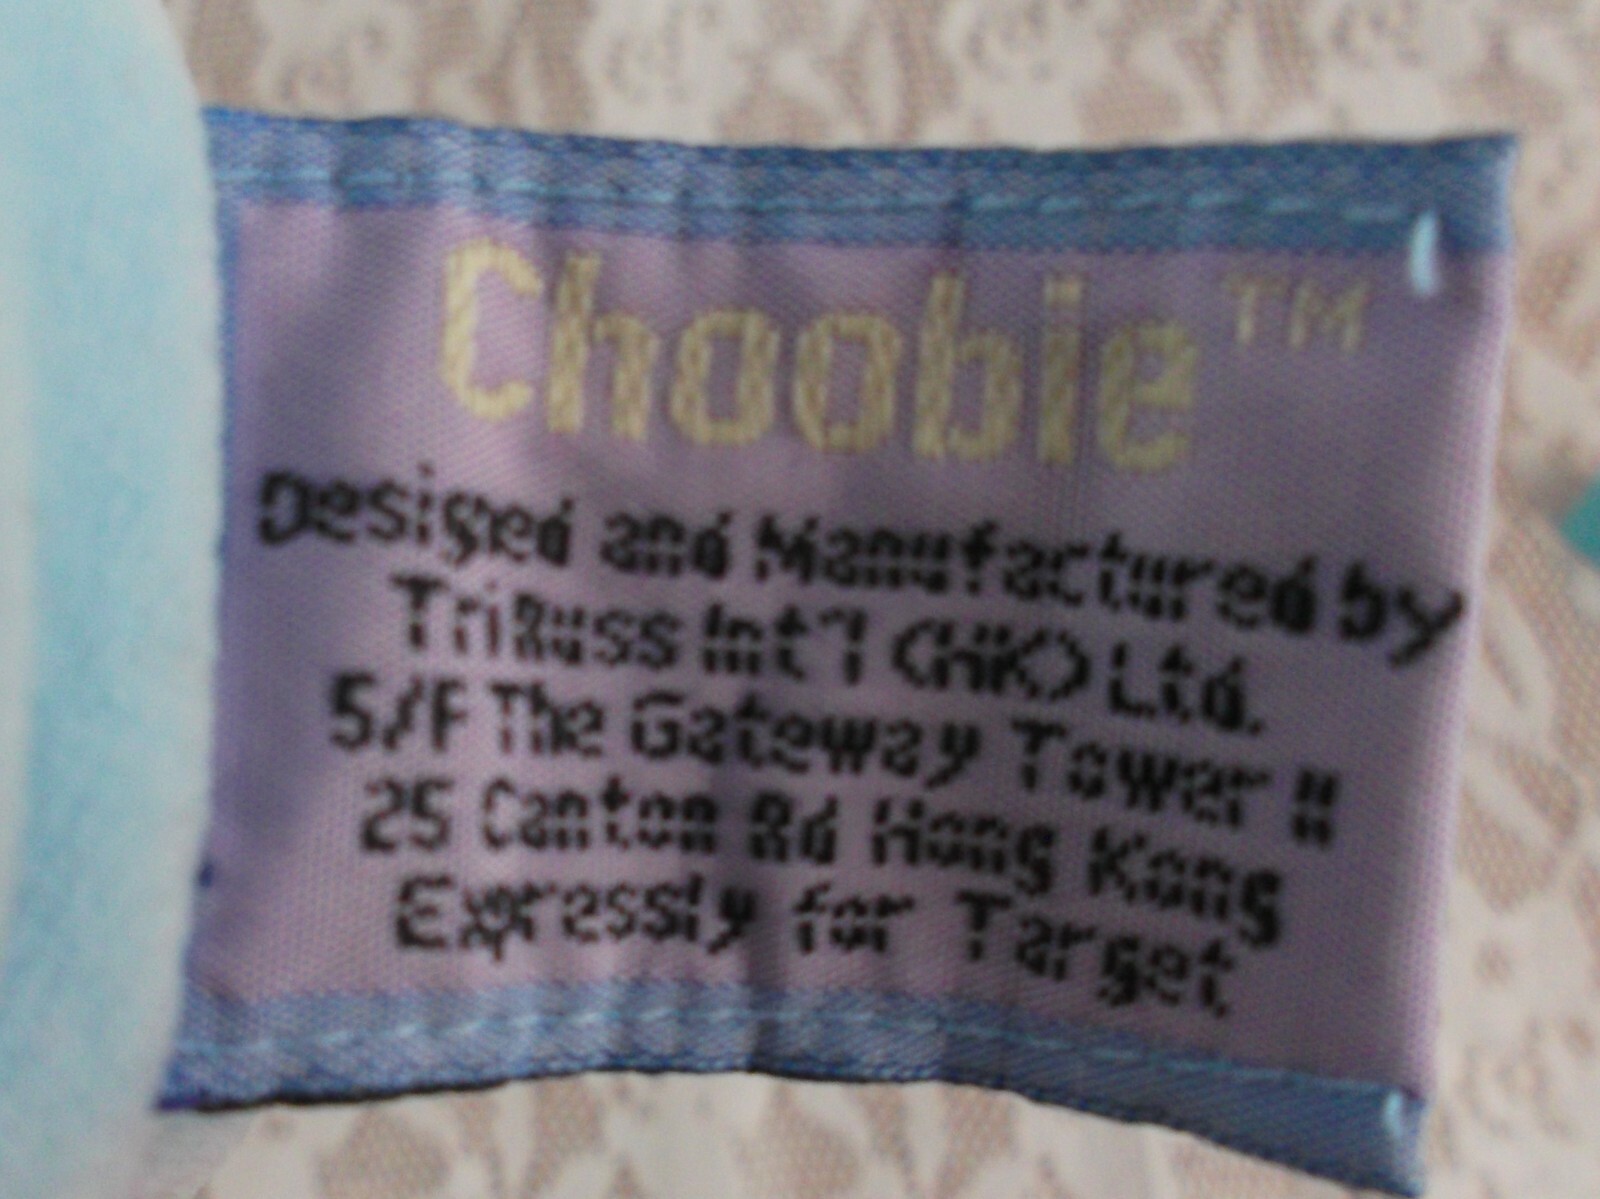 Choobie™
Designed and Manufactured by
TriRuss Int'l (HK) Ltd.
5/F The Gateway Tower II
25 Canton Rd Hong Kong
Expressly for Target